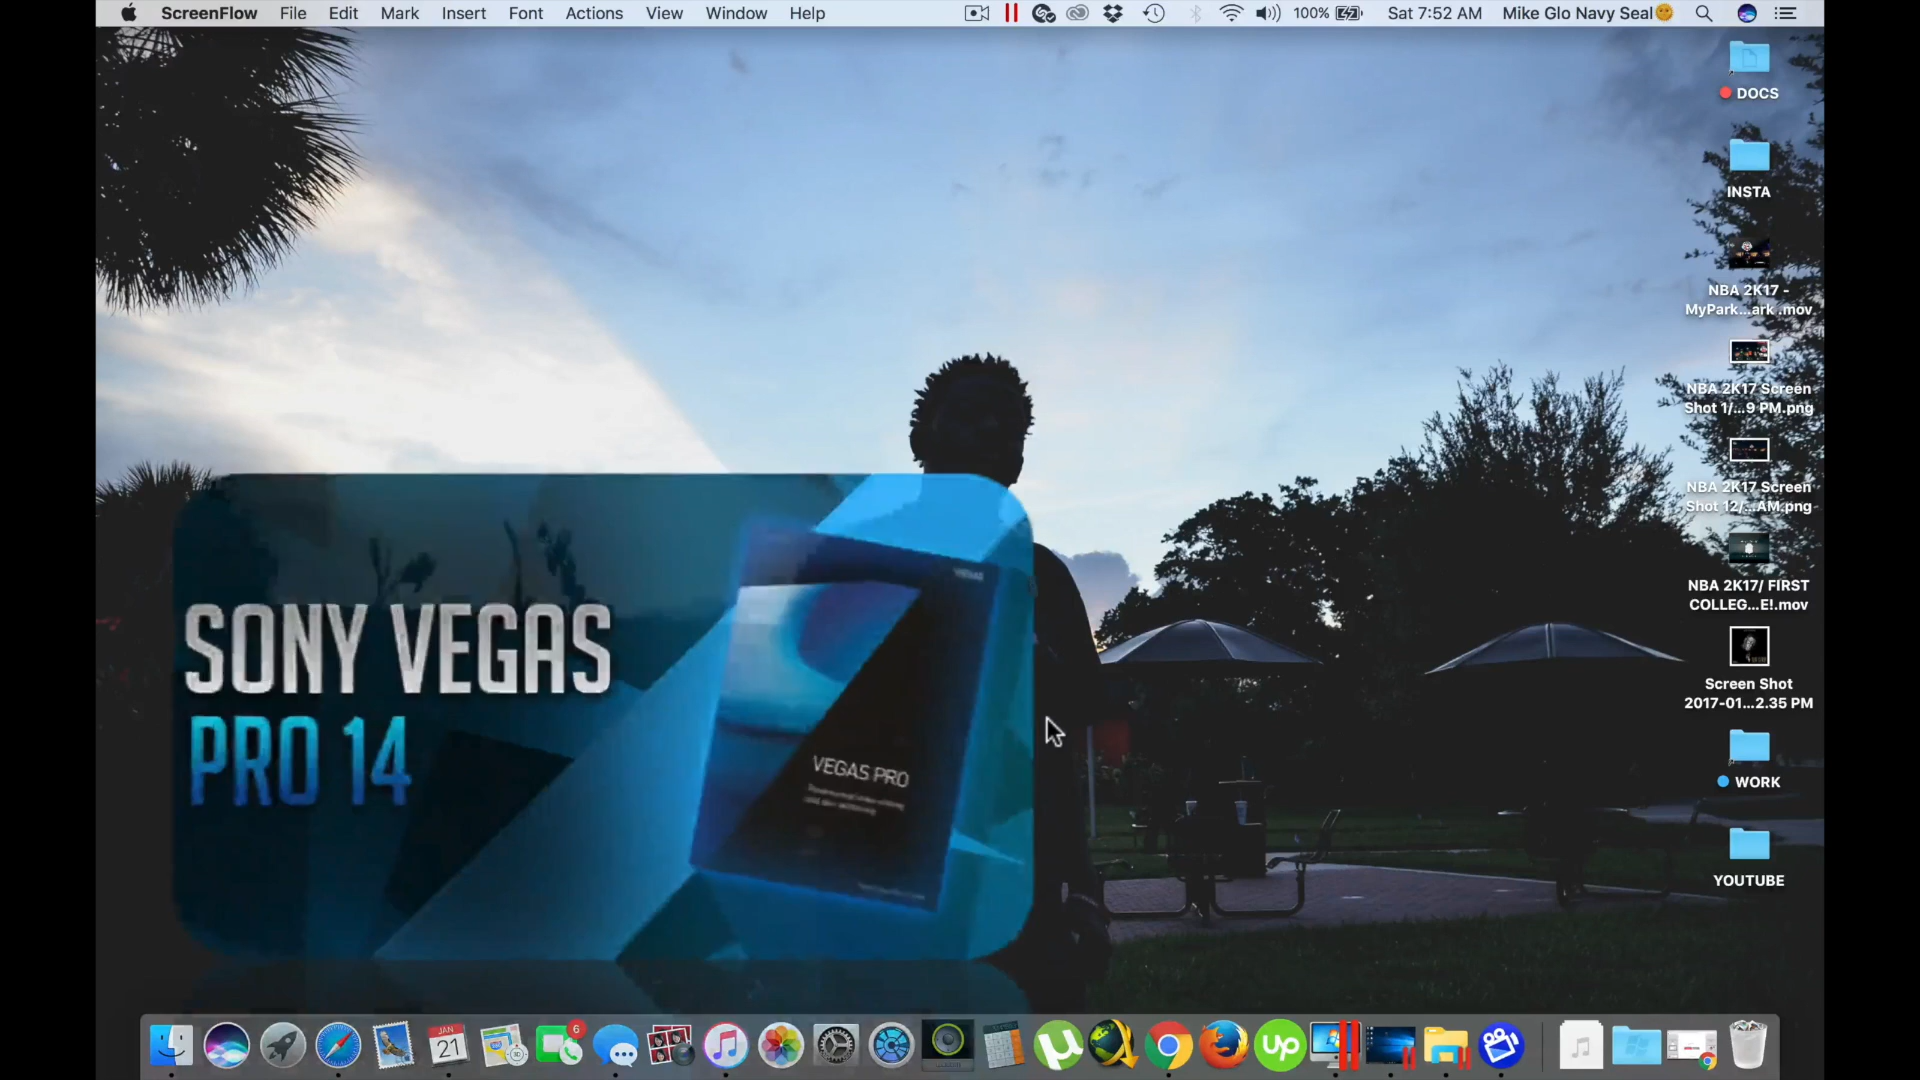 ScreenFlow File Edit Mark Insert Font Actions View Window Help 100% Sat 7:52 AM Mike Glo Navy Seal
DOCS
INSTA
NBA 2K17 -
MyPark...ark .mov
NBA 2K17 Screen
Shot 1/...9 PM.png
NBA 2K17 Screen
Shot 12/...AM.png
NBA 2K17/ FIRST
COLLEG...E!.mov
Screen Shot
2017-01...2.35 PM
WORK
YOUTUBE
SONY VEGAS
PRO 14
VEGAS PRO
JAN
21
6
UP